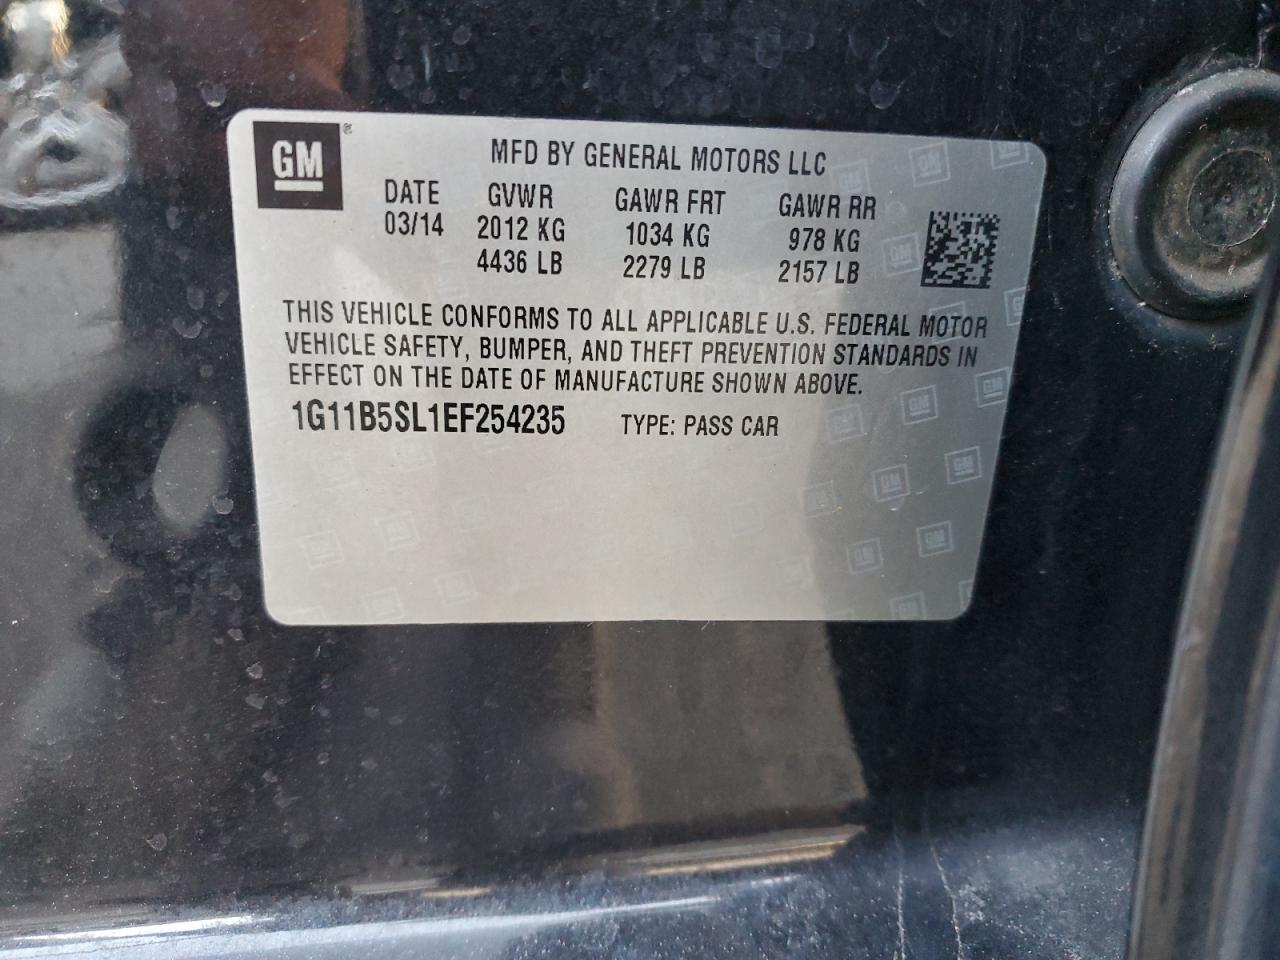 GM®
MFD BY GENERAL MOTORS LLC
DATE GVWR GAWR FRT GAWR RR
03/14 2012 KG 1034 KG 978 KG
4436 LB 2279 LB 2157 LB
THIS VEHICLE CONFORMS TO ALL APPLICABLE U.S. FEDERAL MOTOR
VEHICLE SAFETY, BUMPER, AND THEFT PREVENTION STANDARDS IN
EFFECT ON THE DATE OF MANUFACTURE SHOWN ABOVE.
1G11B5SL1EF254235 TYPE: PASS CAR